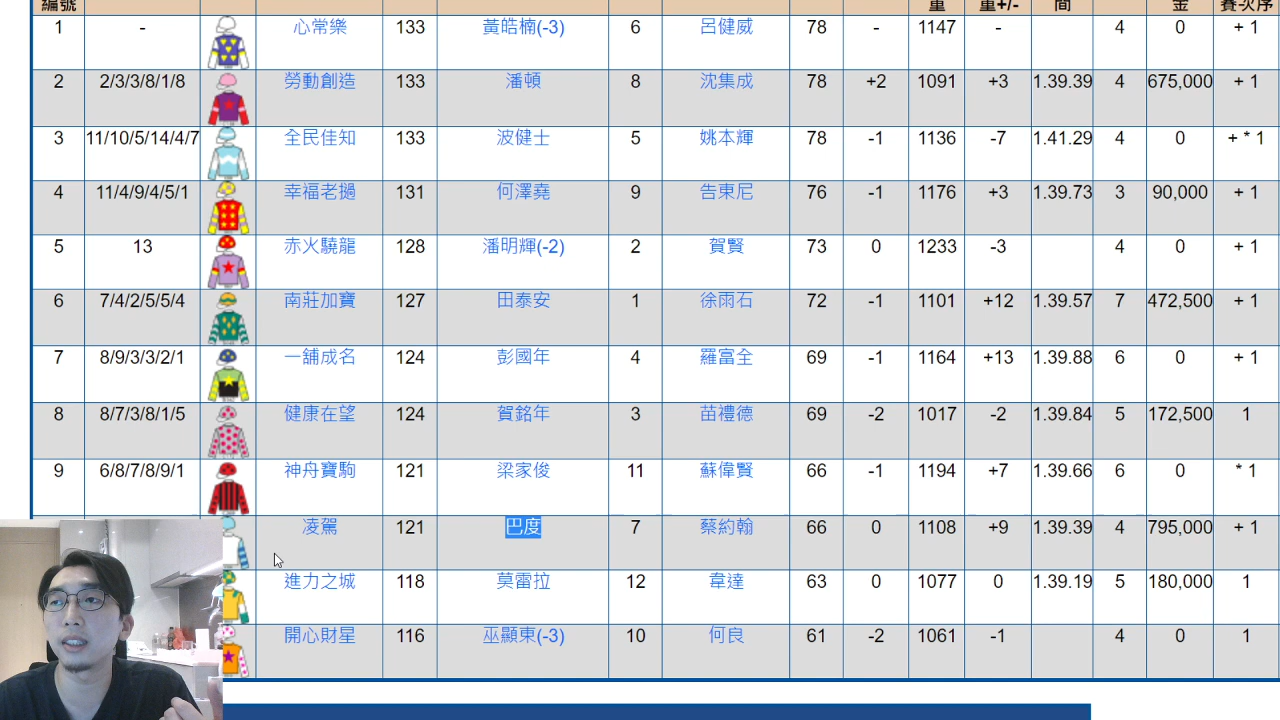 編號 重 重+/- 間 金 賽次序
1 - 心常樂 133 黃皓楠(-3) 6 呂健威 78 - 1147 - 4 0 + 1
2 2/3/3/8/1/8 勞動創造 133 潘頓 8 沈集成 78 +2 1091 +3 1.39.39 4 675,000 + 1
3 11/10/5/14/4/7 全民佳知 133 波健士 5 姚本輝 78 -1 1136 -7 1.41.29 4 0 + * 1
4 11/4/9/4/5/1 幸福老撾 131 何澤堯 9 告東尼 76 -1 1176 +3 1.39.73 3 90,000 + 1
5 13 赤火驍龍 128 潘明輝(-2) 2 賀賢 73 0 1233 -3 4 0 + 1
6 7/4/2/5/5/4 南莊加寶 127 田泰安 1 徐雨石 72 -1 1101 +12 1.39.57 7 472,500 + 1
7 8/9/3/3/2/1 一舖成名 124 彭國年 4 羅富全 69 -1 1164 +13 1.39.88 6 0 + 1
8 8/7/3/8/1/5 健康在望 124 賀銘年 3 苗禮德 69 -2 1017 -2 1.39.84 5 172,500 1
9 6/8/7/8/9/1 神舟寶駒 121 梁家俊 11 蘇偉賢 66 -1 1194 +7 1.39.66 6 0 * 1
凌駕 121 巴度 7 蔡約翰 66 0 1108 +9 1.39.39 4 795,000 + 1
進力之城 118 莫雷拉 12 韋達 63 0 1077 0 1.39.19 5 180,000 1
開心財星 116 巫顯東(-3) 10 何良 61 -2 1061 -1 4 0 1